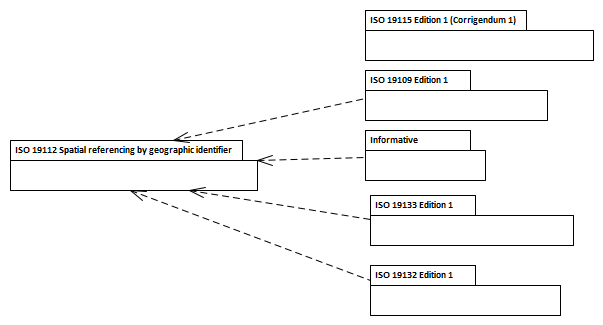 ISO 19115 Edition 1 (Corrigendum 1)
ISO 19109 Edition 1
ISO 19112 Spatial referencing by geographic identifier
Informative
ISO 19133 Edition 1
ISO 19132 Edition 1